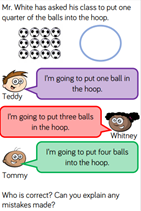 Mr. White has asked his class to put one
quarter of the balls into the hoop.
I'm going to put one ball in
the hoop.
Teddy
I'm going to put three balls
in the hoop.
Whitney
I'm going to put four balls
into the hoop.
Tommy
Who is correct? Can you explain any
mistakes made?